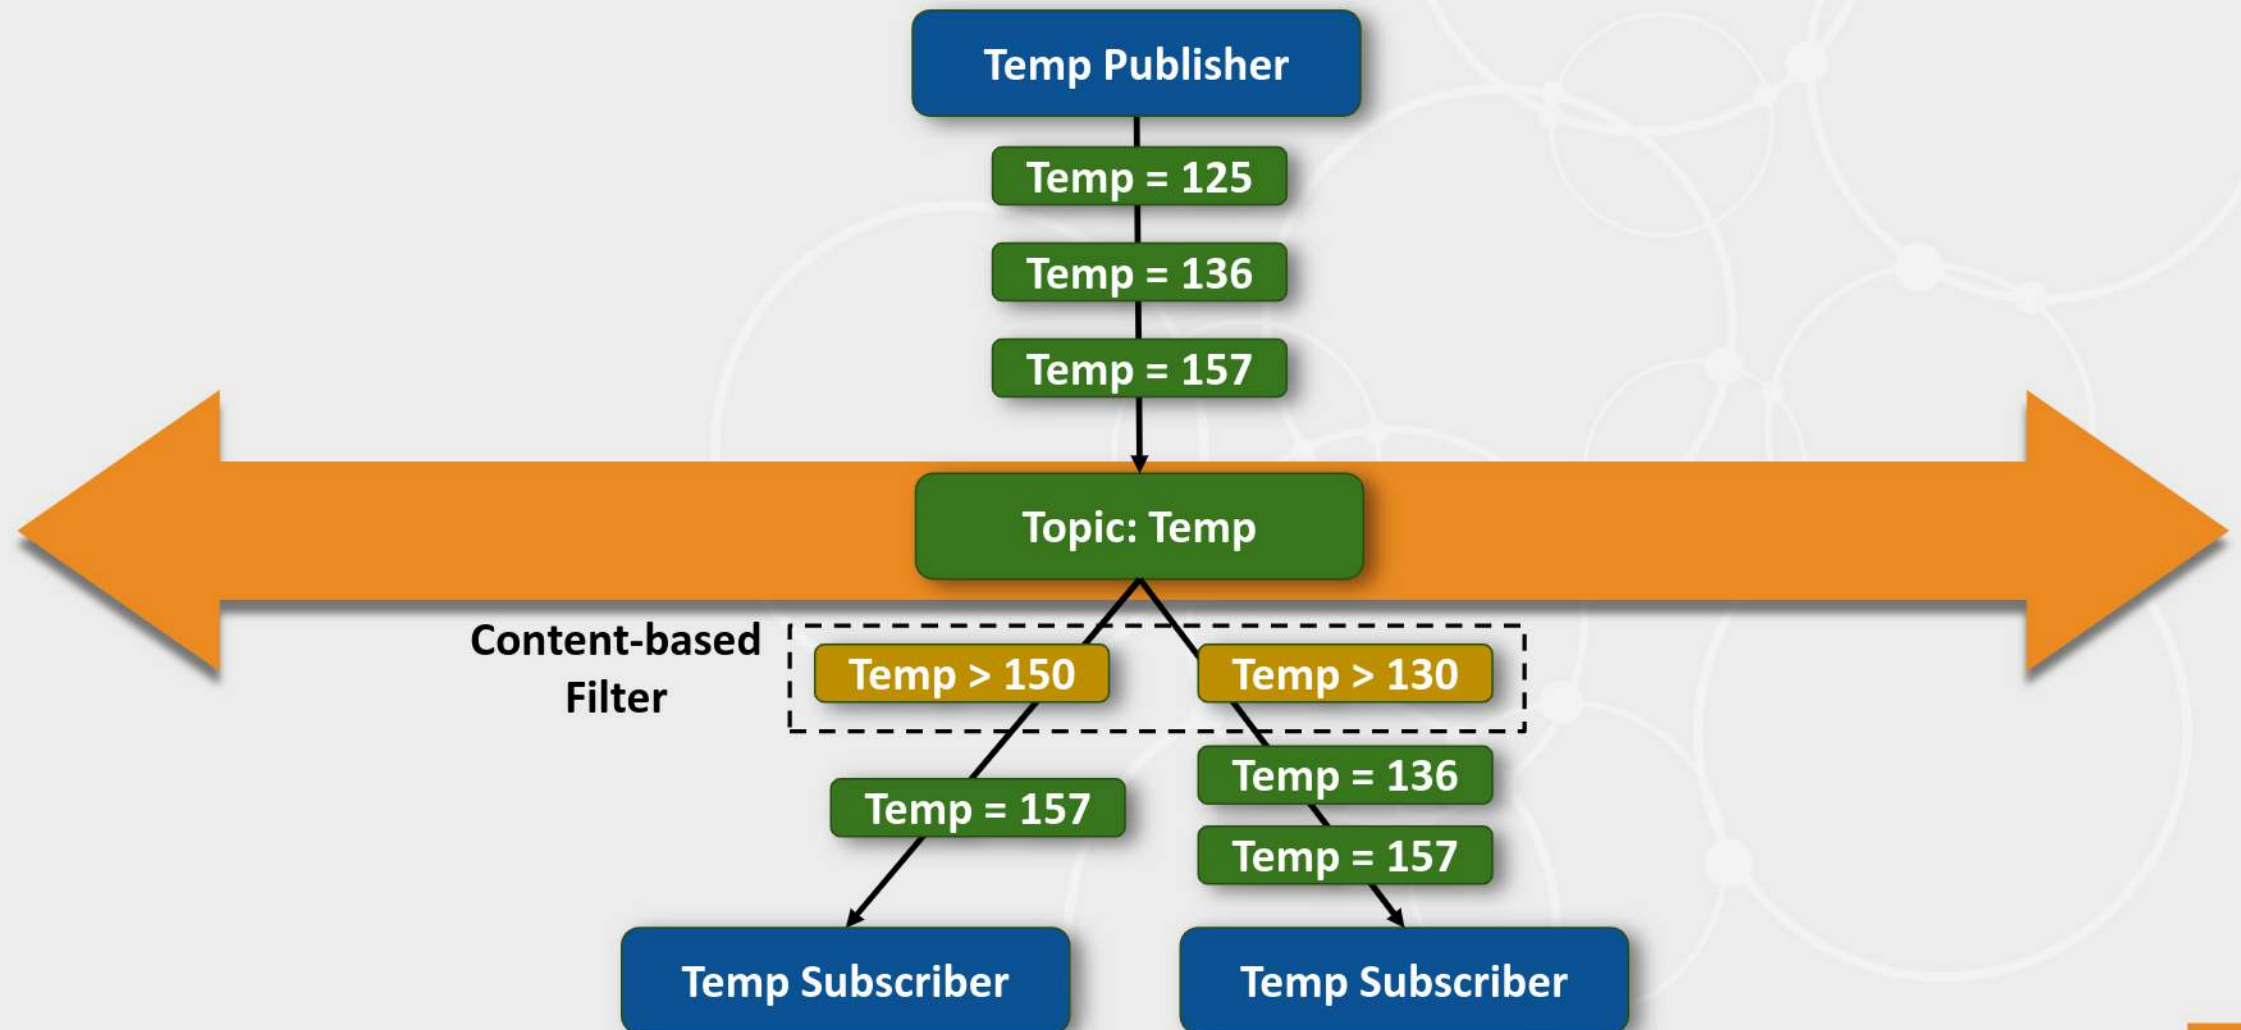 Temp Publisher
Temp = 125
Temp = 136
Temp = 157
Topic: Temp
Content-based
Filter
Temp > 150
Temp > 130
Temp = 136
Temp = 157
Temp = 157
Temp Subscriber
Temp Subscriber